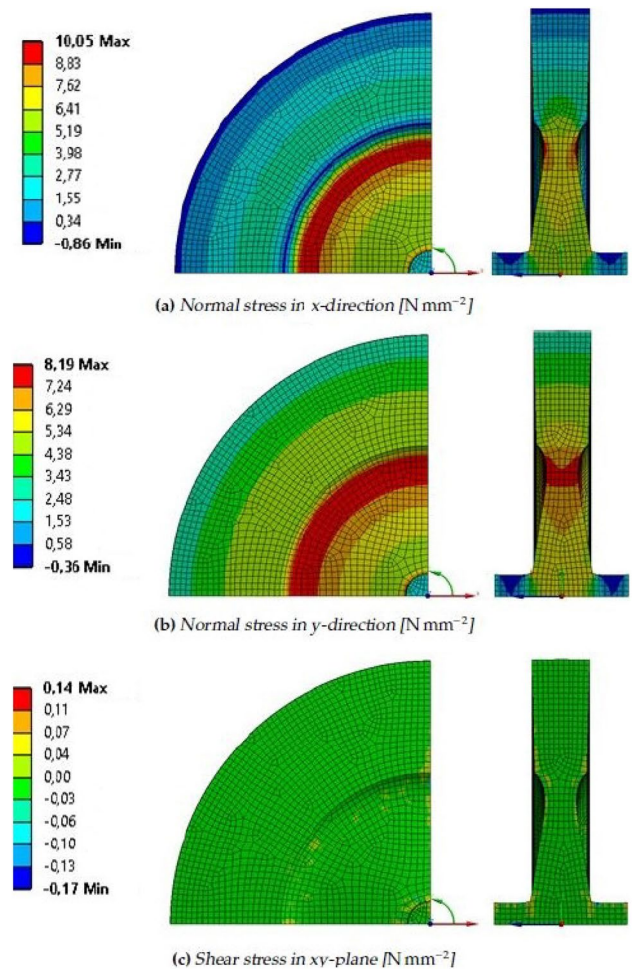 10,05 Max
8,83
7,62
6,41
5,19
3,98
2,77
1,55
0,34
-0,86 Min
(a) Normal stress in x-direction [N mm⁻²]
8,19 Max
7,24
6,29
5,34
4,38
3,43
2,48
1,53
0,58
-0,36 Min
(b) Normal stress in y-direction [N mm⁻²]
0,14 Max
0,11
0,07
0,04
0,00
-0,03
-0,06
-0,10
-0,13
-0,17 Min
(c) Shear stress in xy-plane [N mm⁻²]